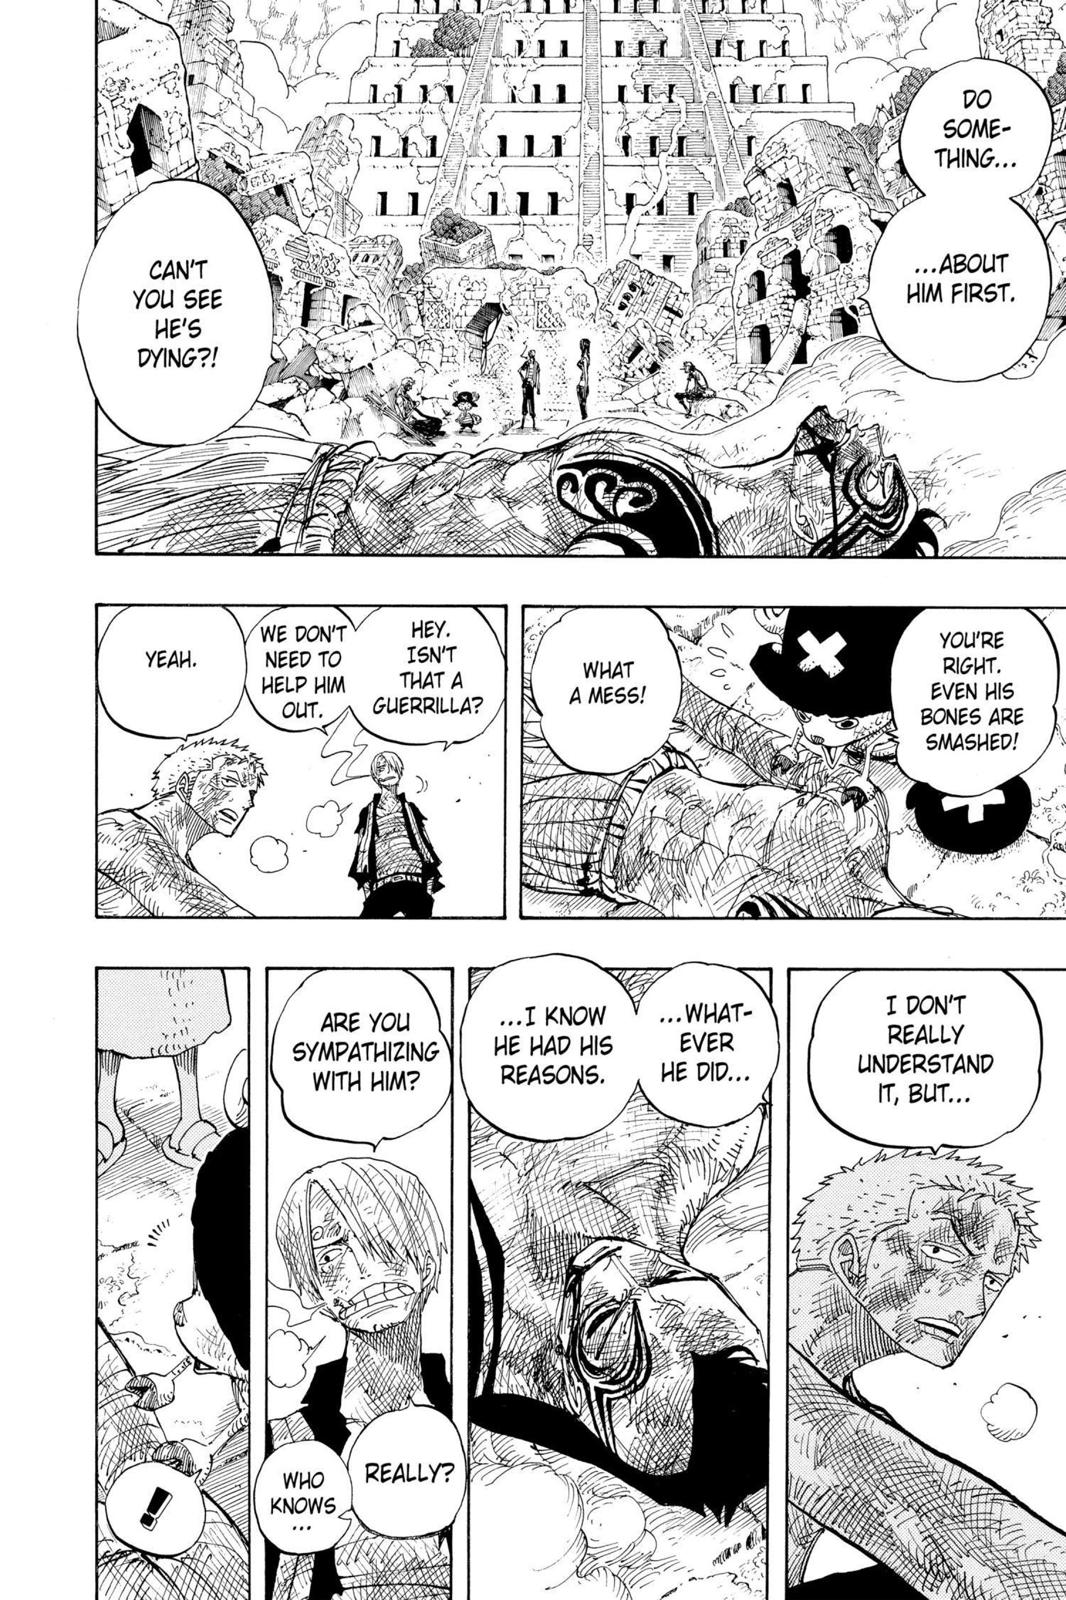 DO
SOME-
THING...
...ABOUT
HIM FIRST.
CAN'T
YOU SEE
HE'S
DYING?!
YOU'RE
RIGHT.
EVEN HIS
BONES ARE
SMASHED!
WHAT
A MESS!
HEY.
ISN'T
THAT A
GUERRILLA?
WE DON'T
NEED TO
HELP HIM
OUT.
YEAH.
I DON'T
REALLY
UNDERSTAND
IT, BUT...
...WHAT-
EVER
HE DID...
...I KNOW
HE HAD HIS
REASONS.
ARE YOU
SYMPATHIZING
WITH HIM?
REALLY?
WHO
KNOWS
...
!